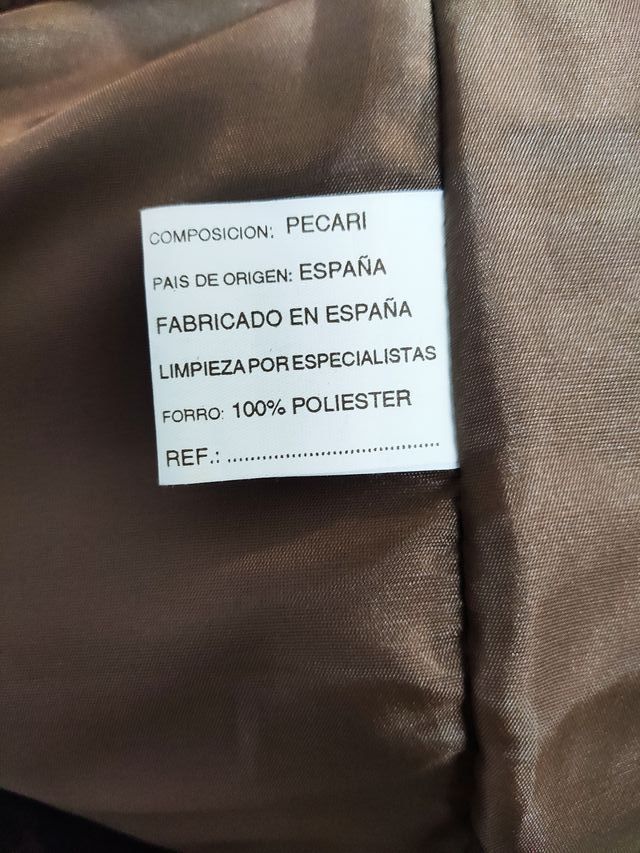 COMPOSICION: PECARI
PAIS DE ORIGEN: ESPAÑA
FABRICADO EN ESPAÑA
LIMPIEZA POR ESPECIALISTAS
FORRO: 100% POLIESTER
REF.: ....................................